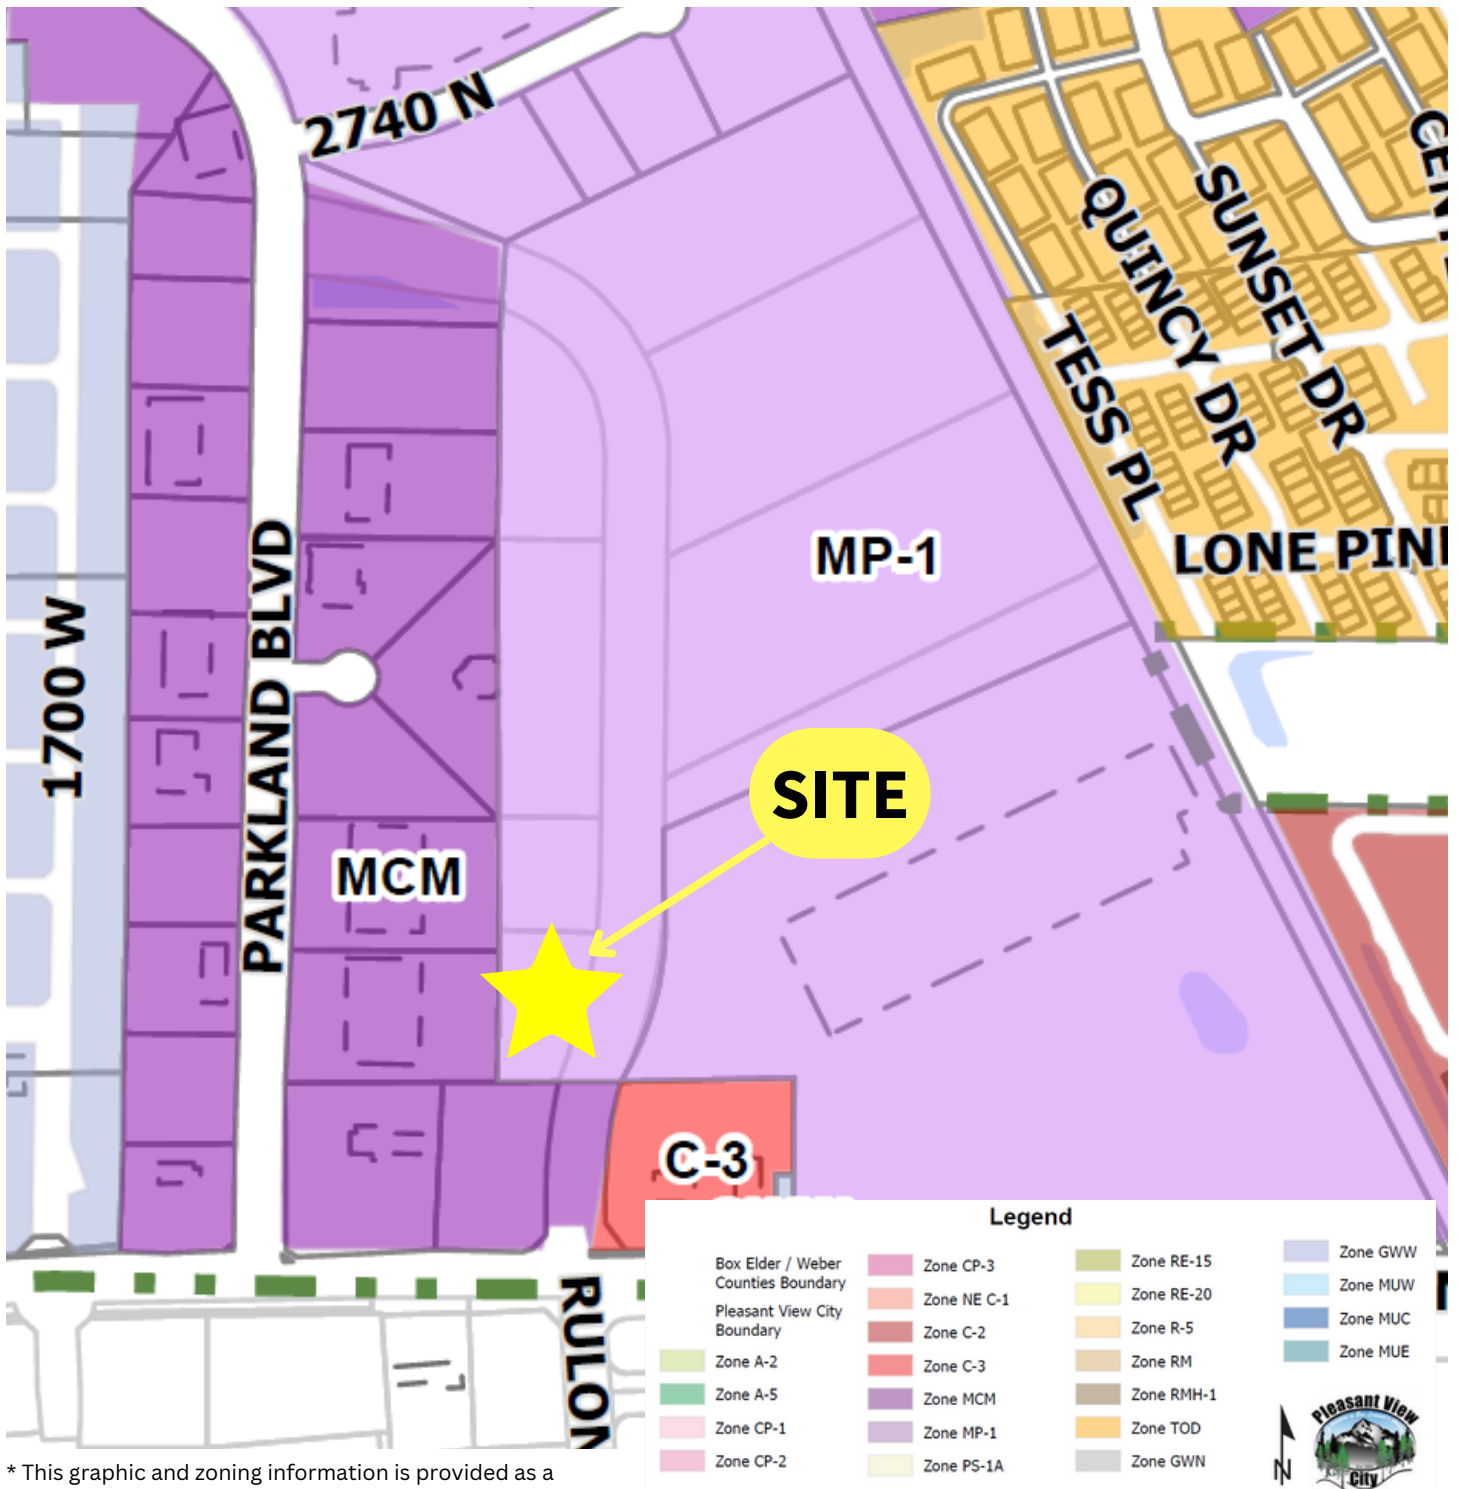 2740 N
QUINCY DR
SUNSET DR
TESS PL
LONE PIN
MP-1
1700 W
PARKLAND BLVD
SITE
MCM
C-3
RULON
Legend
Box Elder / Weber
Counties Boundary
Pleasant View City
Boundary
Zone A-2
Zone A-5
Zone CP-1
Zone CP-2
Zone CP-3
Zone NE C-1
Zone C-2
Zone C-3
Zone MCM
Zone MP-1
Zone PS-1A
Zone RE-15
Zone RE-20
Zone R-5
Zone RM
Zone RMH-1
Zone TOD
Zone GWN
Zone GWW
Zone MUW
Zone MUC
Zone MUE
N
Pleasant View
City
* This graphic and zoning information is provided as a